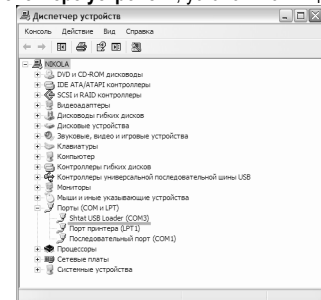 Диспетчер устройств
Консоль Действие Вид Справка
NIKOLA
DVD и CD-ROM дисководы
IDE ATA/ATAPI контроллеры
SCSI и RAID контроллеры
Видеоадаптеры
Дисководы гибких дисков
Дисковые устройства
Звуковые, видео и игровые устройства
Клавиатуры
Компьютер
Контроллеры гибких дисков
Контроллеры универсальной последовательной шины USB
Мониторы
Мыши и иные указывающие устройства
Порты (COM и LPT)
Shtat USB Loader (COM3)
Порт принтера (LPT1)
Последовательный порт (COM1)
Процессоры
Сетевые платы
Системные устройства